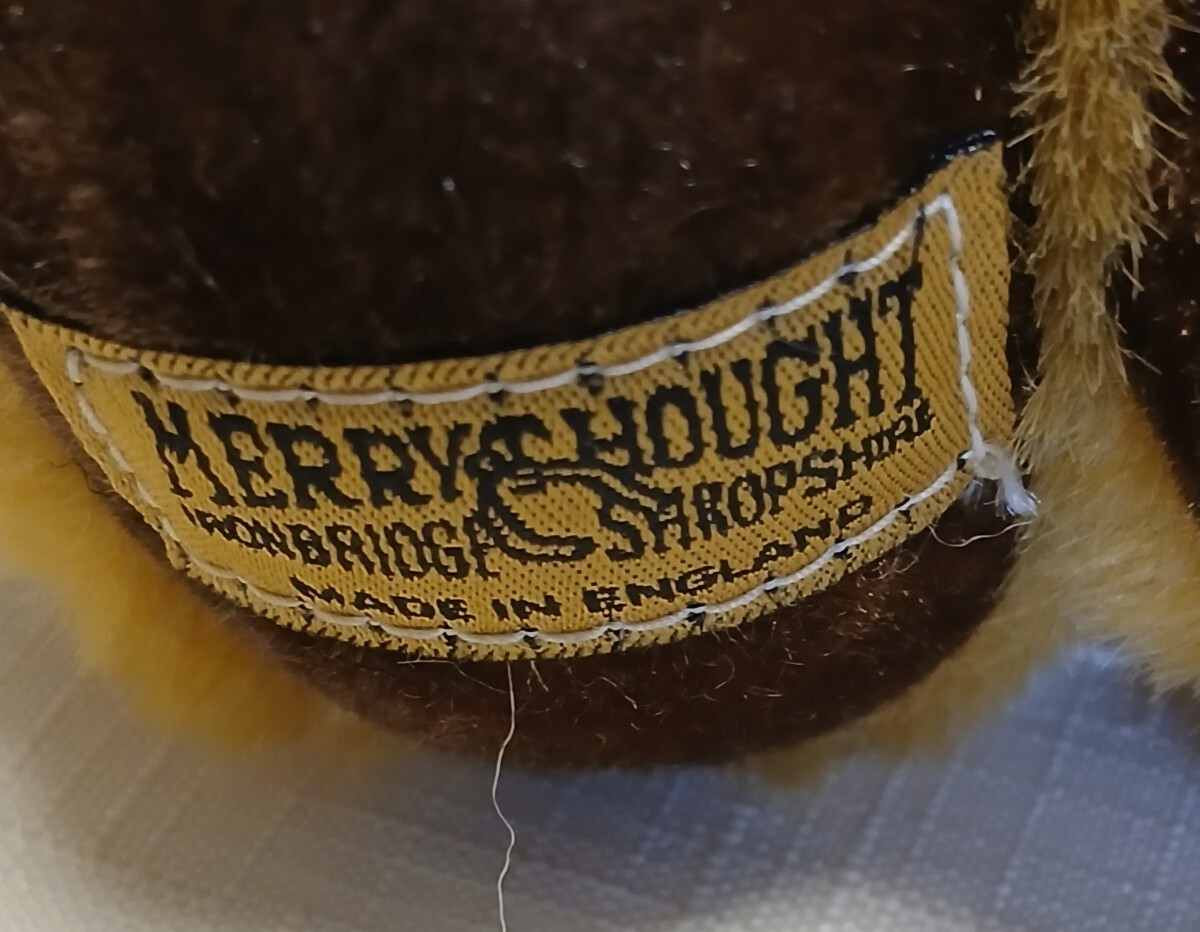 MERRYTHOUGHT
IRONBRIDGE SHROPSHIRE
MADE IN ENGLAND